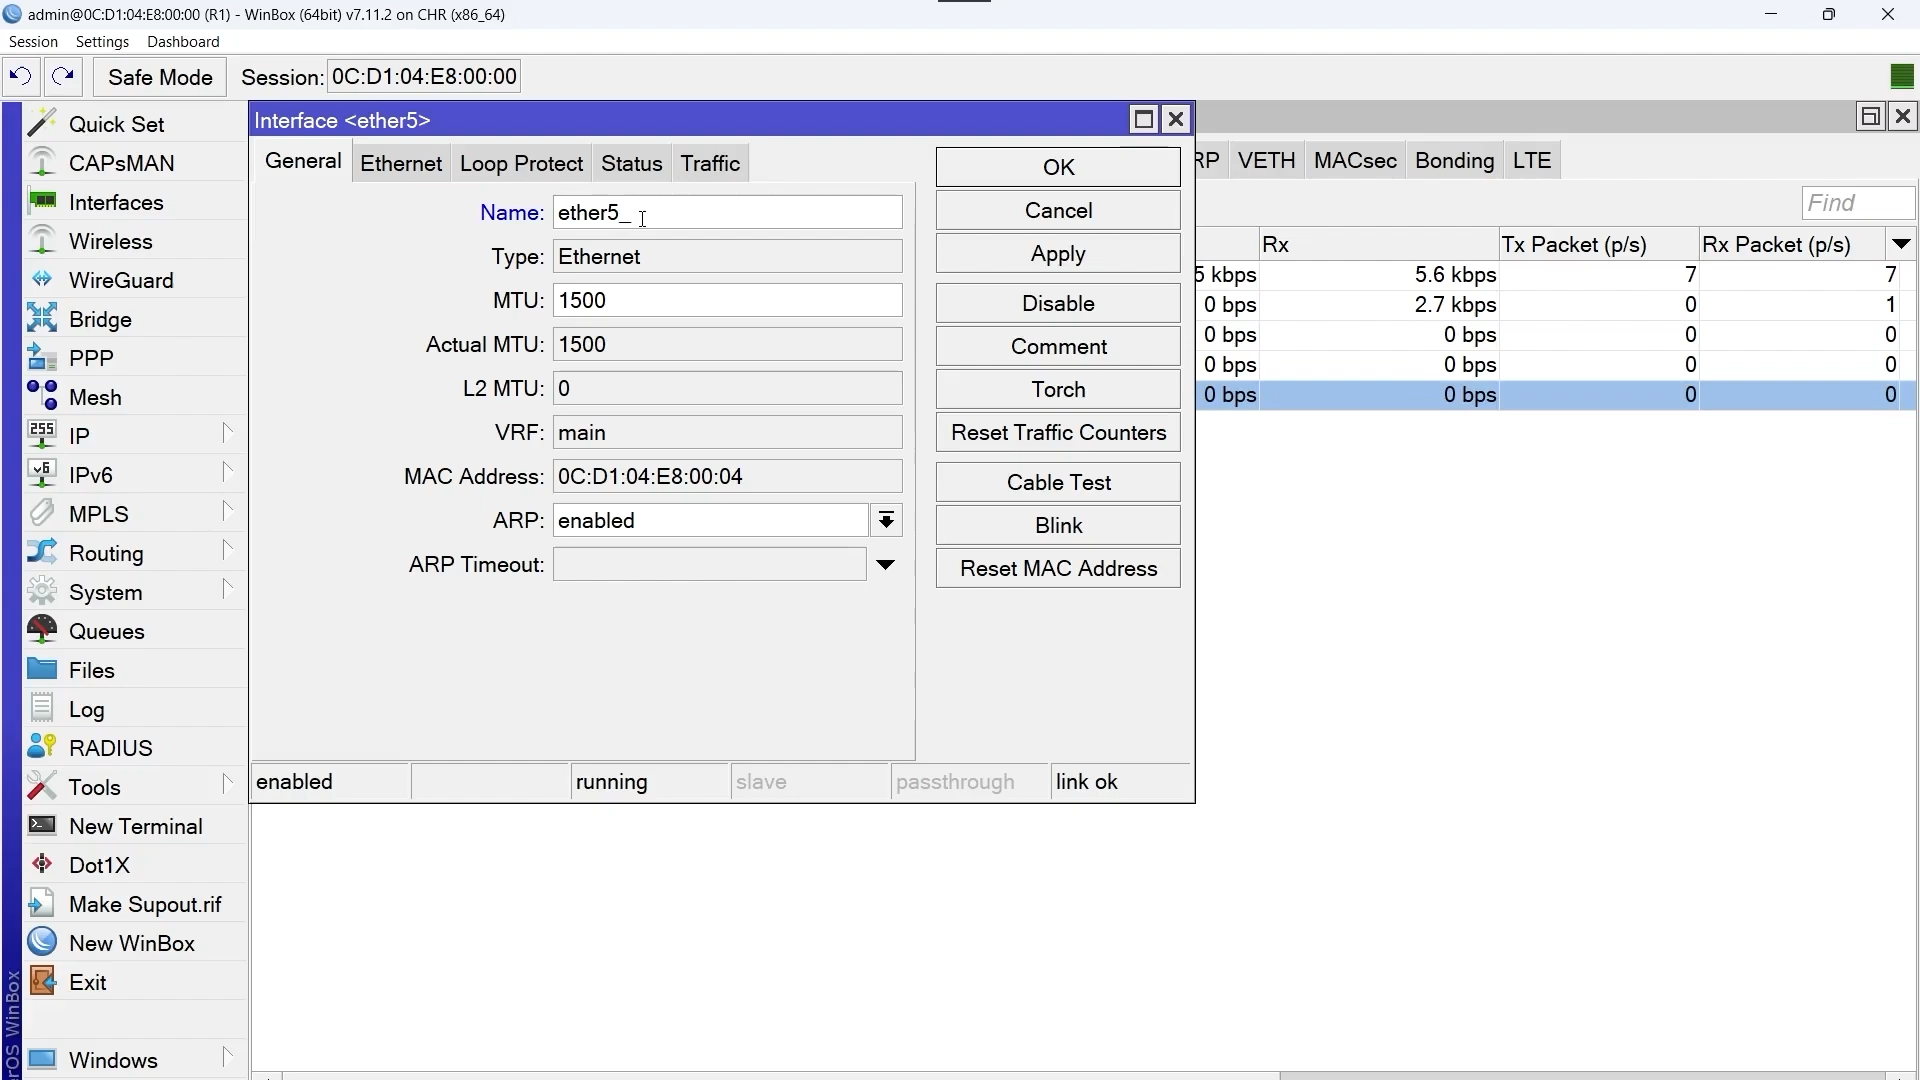 admin@0C:D1:04:E8:00:00 (R1) - WinBox (64bit) v7.11.2 on CHR (x86_64)
Session Settings Dashboard
Safe Mode Session: 0C:D1:04:E8:00:00
Quick Set
CAPsMAN
Interfaces
Wireless
WireGuard
Bridge
PPP
Mesh
255 IP
v6 IPv6
MPLS
Routing
System
Queues
Files
Log
RADIUS
Tools
New Terminal
Dot1X
Make Supout.rif
New WinBox
Exit
Windows
rOS WinBox
Interface <ether5>
General Ethernet Loop Protect Status Traffic
Name: ether5_
Type: Ethernet
MTU: 1500
Actual MTU: 1500
L2 MTU: 0
VRF: main
MAC Address: 0C:D1:04:E8:00:04
ARP: enabled
ARP Timeout:
OK
Cancel
Apply
Disable
Comment
Torch
Reset Traffic Counters
Cable Test
Blink
Reset MAC Address
enabled running slave passthrough link ok
RP VETH MACsec Bonding LTE
Find
Rx Tx Packet (p/s) Rx Packet (p/s)
5 kbps 5.6 kbps 7 7
0 bps 2.7 kbps 0 1
0 bps 0 bps 0 0
0 bps 0 bps 0 0
0 bps 0 bps 0 0